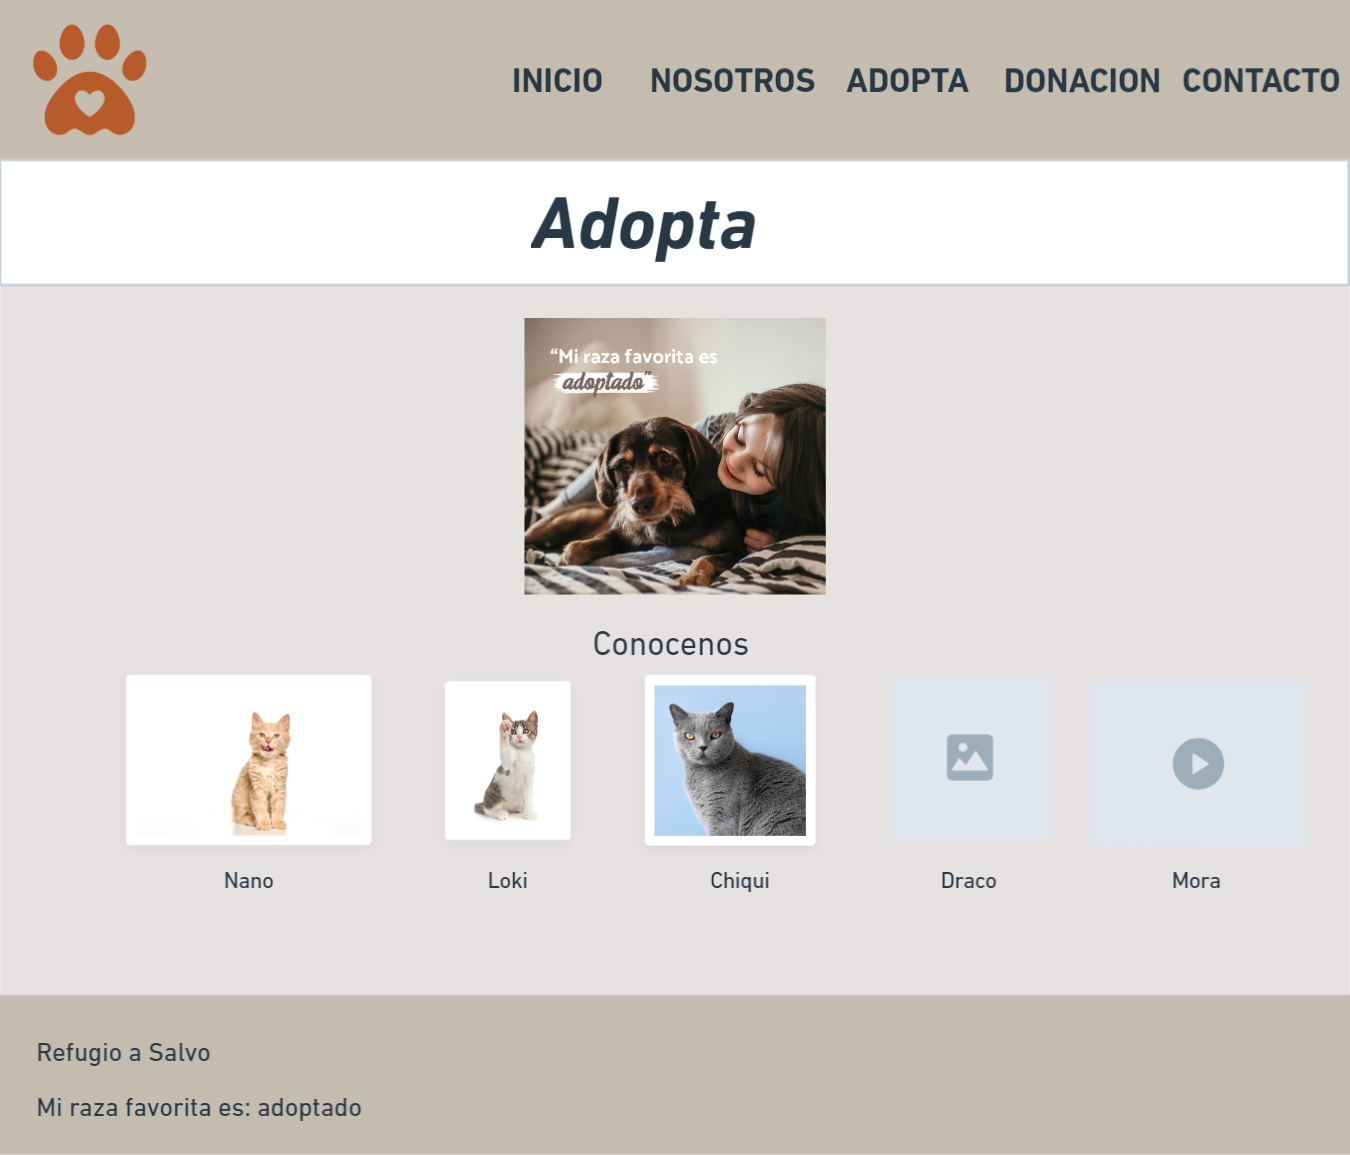 INICIO NOSOTROS ADOPTA DONACION CONTACTO
Adopta
“Mi raza favorita es
adoptado”
Conocenos
Nano Loki Chiqui Draco Mora
Refugio a Salvo
Mi raza favorita es: adoptado